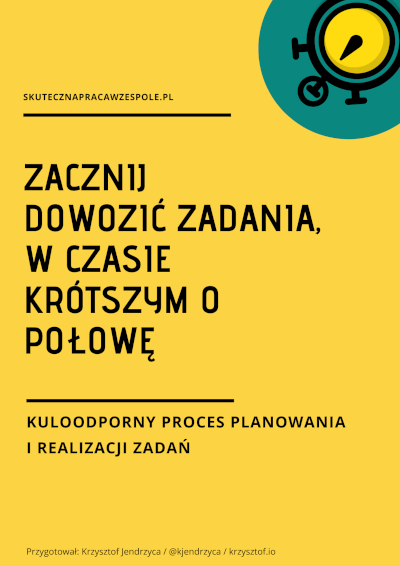 SKUTECZNAPRACAWZESPOLE.PL
ZACZNIJ
DOWOZIĆ ZADANIA,
W CZASIE
KRÓTSZYM O
POŁOWĘ
KULOODPORNY PROCES PLANOWANIA
I REALIZACJI ZADAŃ
Przygotował: Krzysztof Jendrzyca / @kjendrzyca / krzysztof.io